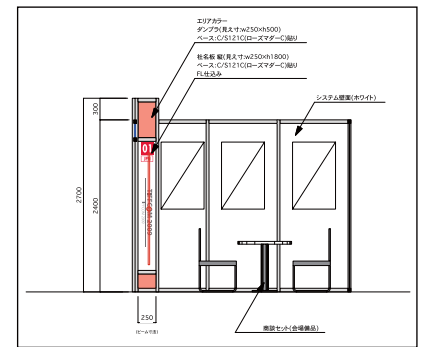 エリアカラー
ダンプラ(見え寸:w250×h500)
ベース:C/S121C(ローズマダーC)貼り
社名板 縦(見え寸:w250×h1800)
ベース:C/S121C(ローズマダーC)貼り
FL仕込み
システム壁面(ホワイト)
300
01
2700
2400
250
(ビーム寸法)
商談セット(会場備品)